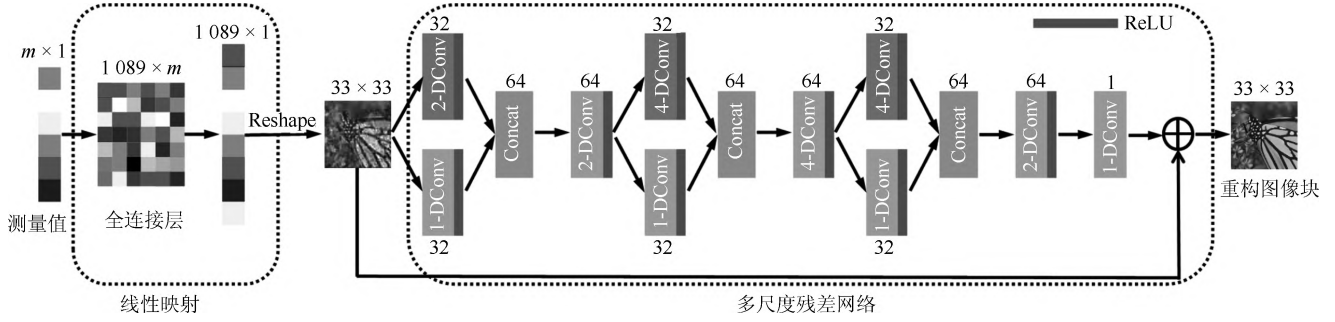 m × 1
1 089 × m
1 089 × 1
Reshape
测量值
全连接层
线性映射
33 × 33
32
2-DConv
1-DConv
32
64
Concat
64
2-DConv
32
4-DConv
1-DConv
32
64
Concat
64
4-DConv
32
4-DConv
1-DConv
32
64
Concat
64
2-DConv
1
1-DConv
ReLU
33 × 33
重构图像块
多尺度残差网络